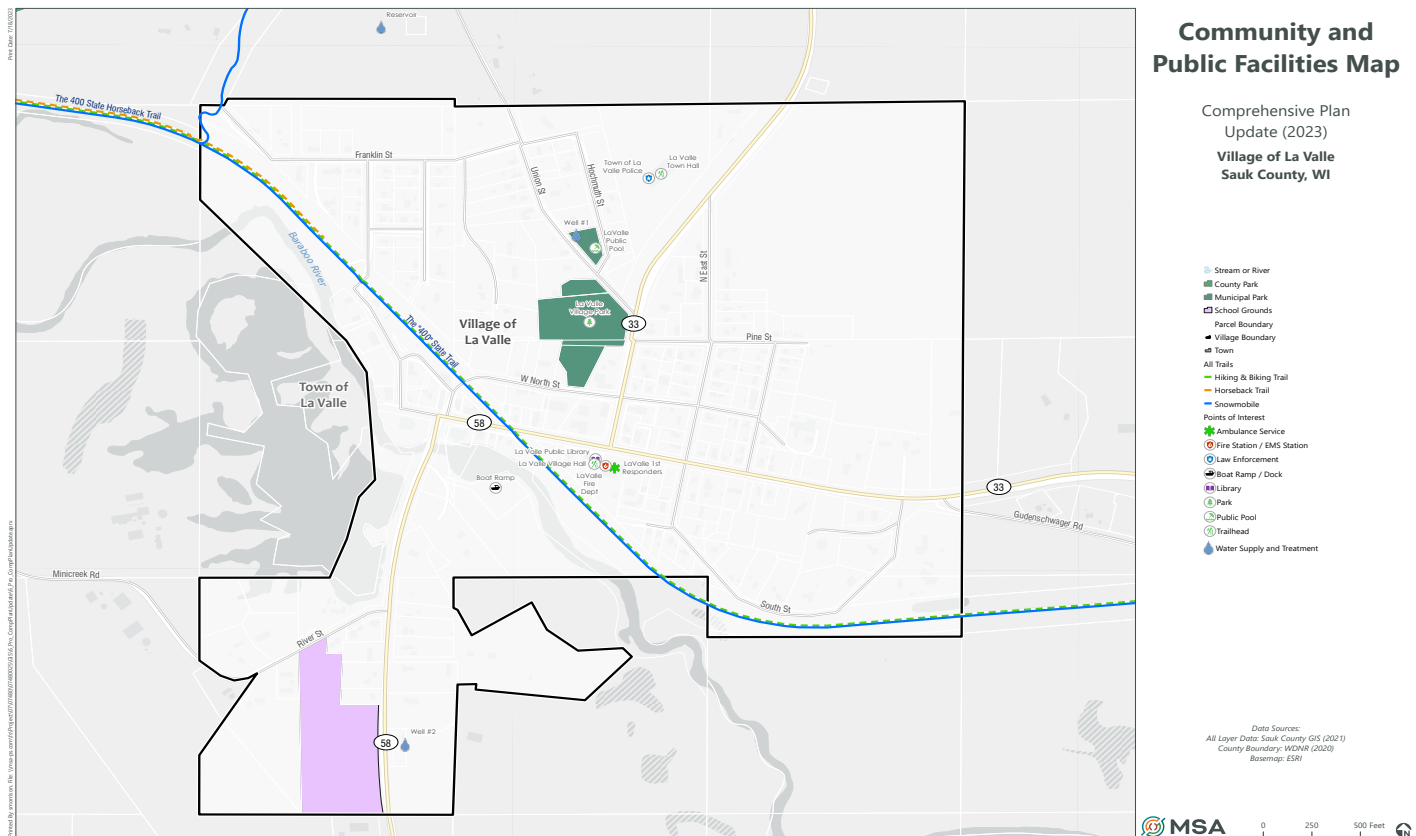 Community and
Public Facilities Map
Comprehensive Plan
Update (2023)
Village of La Valle
Sauk County, WI
Stream or River
County Park
Municipal Park
School Grounds
Parcel Boundary
Village Boundary
Town
All Trails
Hiking & Biking Trail
Horseback Trail
Snowmobile
Points of Interest
Ambulance Service
Fire Station / EMS Station
Law Enforcement
Boat Ramp / Dock
Library
Park
Public Pool
Trailhead
Water Supply and Treatment
Data Sources:
All Layer Data: Sauk County GIS (2021)
County Boundary: WDNR (2020)
Basemap: ESRI
MSA
0 250 500 Feet
N
Print Date: 7/18/2023
Reservoir
The 400 State Horseback Trail
Franklin St
Union St
Hochmuth St
Town of La
Valle Police
La Valle
Town Hall
Well #1
LaValle
Public
Pool
N East St
Baraboo River
La Valle
Village Park
33
Village of
La Valle
The "400" State Trail
Pine St
Town of
La Valle
W North St
58
La Valle Public Library
La Valle Village Hall
LaValle
Fire
Dept
LaValle 1st
Responders
Boat Ramp
33
Gudenschwager Rd
Minicreek Rd
South St
River St
58
Well #2